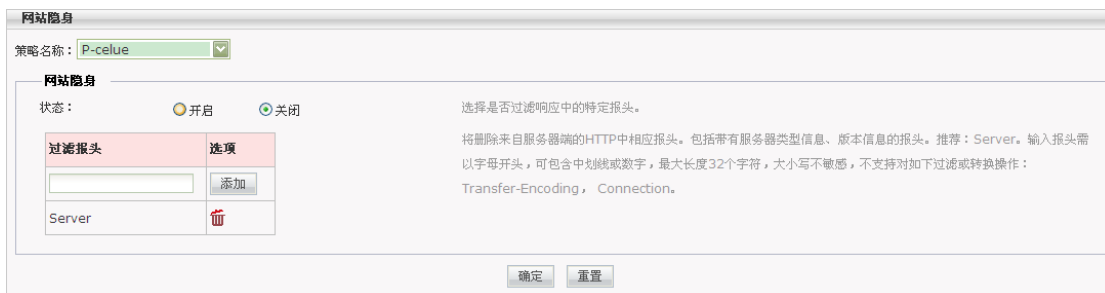 网站隐身
策略名称： P-celue
网站隐身
状态： 开启 关闭 选择是否过滤响应中的特定报头。
过滤报头 选项
添加
Server
将删除来自服务器端的HTTP中相应报头。包括带有服务器类型信息、版本信息的报头。推荐：Server。输入报头需
以字母开头，可包含中划线或数字，最大长度32个字符，大小写不敏感，不支持对如下过滤或转换操作：
Transfer-Encoding， Connection。
确定 重置